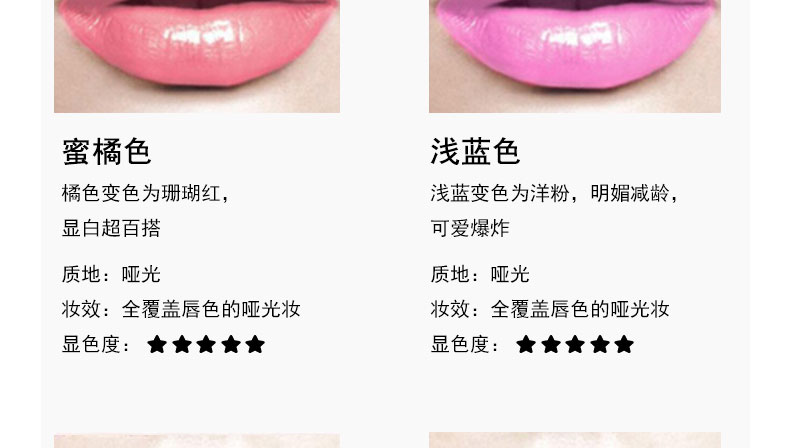 蜜橘色
橘色变色为珊瑚红，
显白超百搭
质地：哑光
妆效：全覆盖唇色的哑光妆
显色度：★★★★★
浅蓝色
浅蓝变色为洋粉，明媚减龄，
可爱爆炸
质地：哑光
妆效：全覆盖唇色的哑光妆
显色度：★★★★★